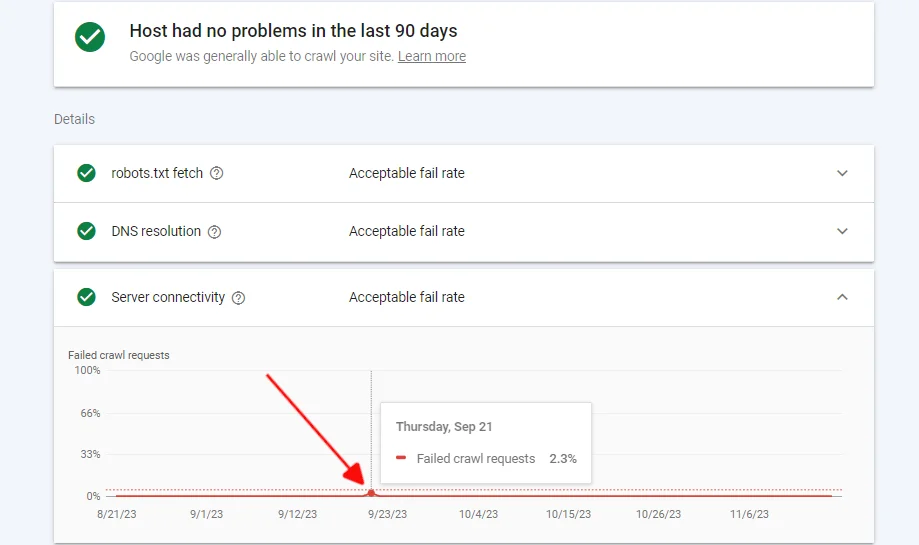 Host had no problems in the last 90 days
Google was generally able to crawl your site. Learn more
Details
robots.txt fetch Acceptable fail rate
DNS resolution Acceptable fail rate
Server connectivity Acceptable fail rate
Failed crawl requests
100%
66%
33%
0%
Thursday, Sep 21
Failed crawl requests 2.3%
8/21/23 9/1/23 9/12/23 9/23/23 10/4/23 10/15/23 10/26/23 11/6/23